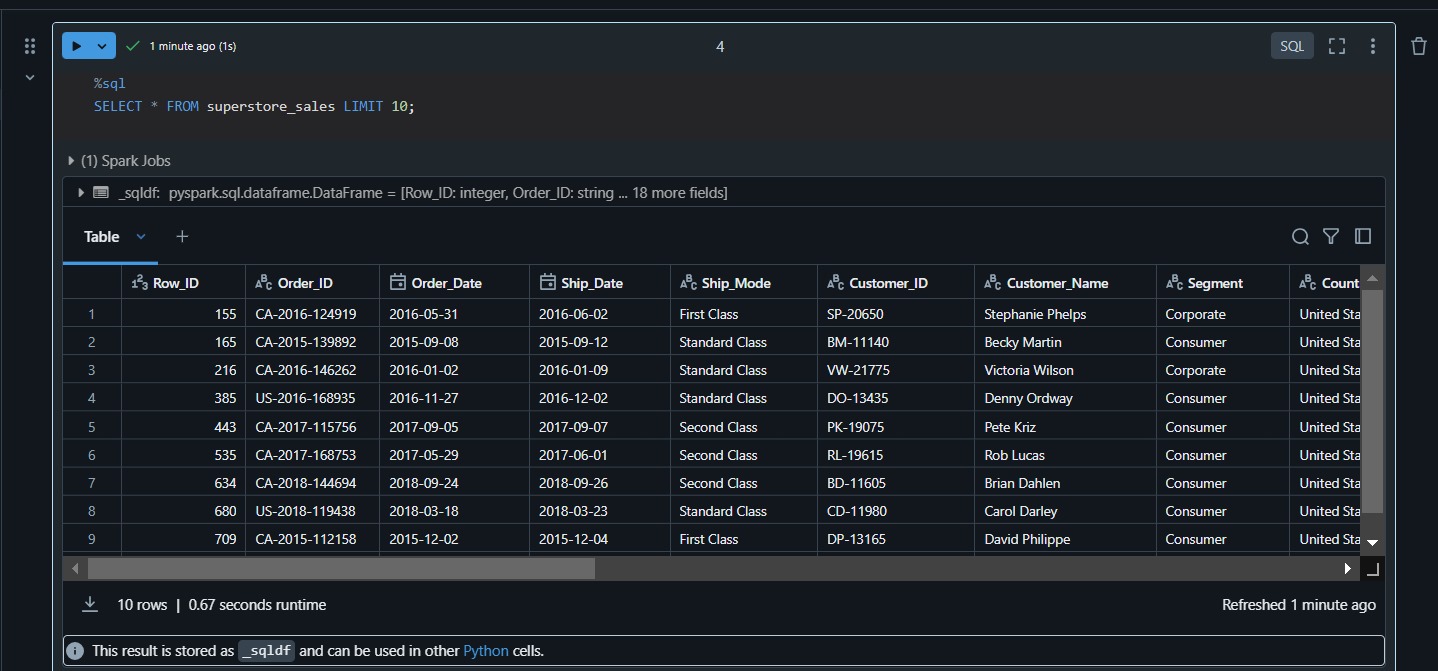 1 minute ago (1s)
4
SQL
%sql
SELECT * FROM superstore_sales LIMIT 10;
(1) Spark Jobs
_sqldf: pyspark.sql.dataframe.DataFrame = [Row_ID: integer, Order_ID: string ... 18 more fields]
Table +
1²3 Row_ID ABC Order_ID Order_Date Ship_Date ABC Ship_Mode ABC Customer_ID ABC Customer_Name ABC Segment ABC Count
1 155 CA-2016-124919 2016-05-31 2016-06-02 First Class SP-20650 Stephanie Phelps Corporate United Sta
2 165 CA-2015-139892 2015-09-08 2015-09-12 Standard Class BM-11140 Becky Martin Consumer United Sta
3 216 CA-2016-146262 2016-01-02 2016-01-09 Standard Class VW-21775 Victoria Wilson Corporate United Sta
4 385 US-2016-168935 2016-11-27 2016-12-02 Standard Class DO-13435 Denny Ordway Consumer United Sta
5 443 CA-2017-115756 2017-09-05 2017-09-07 Second Class PK-19075 Pete Kriz Consumer United Sta
6 535 CA-2017-168753 2017-05-29 2017-06-01 Second Class RL-19615 Rob Lucas Consumer United Sta
7 634 CA-2018-144694 2018-09-24 2018-09-26 Second Class BD-11605 Brian Dahlen Consumer United Sta
8 680 US-2018-119438 2018-03-18 2018-03-23 Standard Class CD-11980 Carol Darley Consumer United Sta
9 709 CA-2015-112158 2015-12-02 2015-12-04 First Class DP-13165 David Philippe Consumer United Sta
10 rows | 0.67 seconds runtime
Refreshed 1 minute ago
This result is stored as _sqldf and can be used in other Python cells.